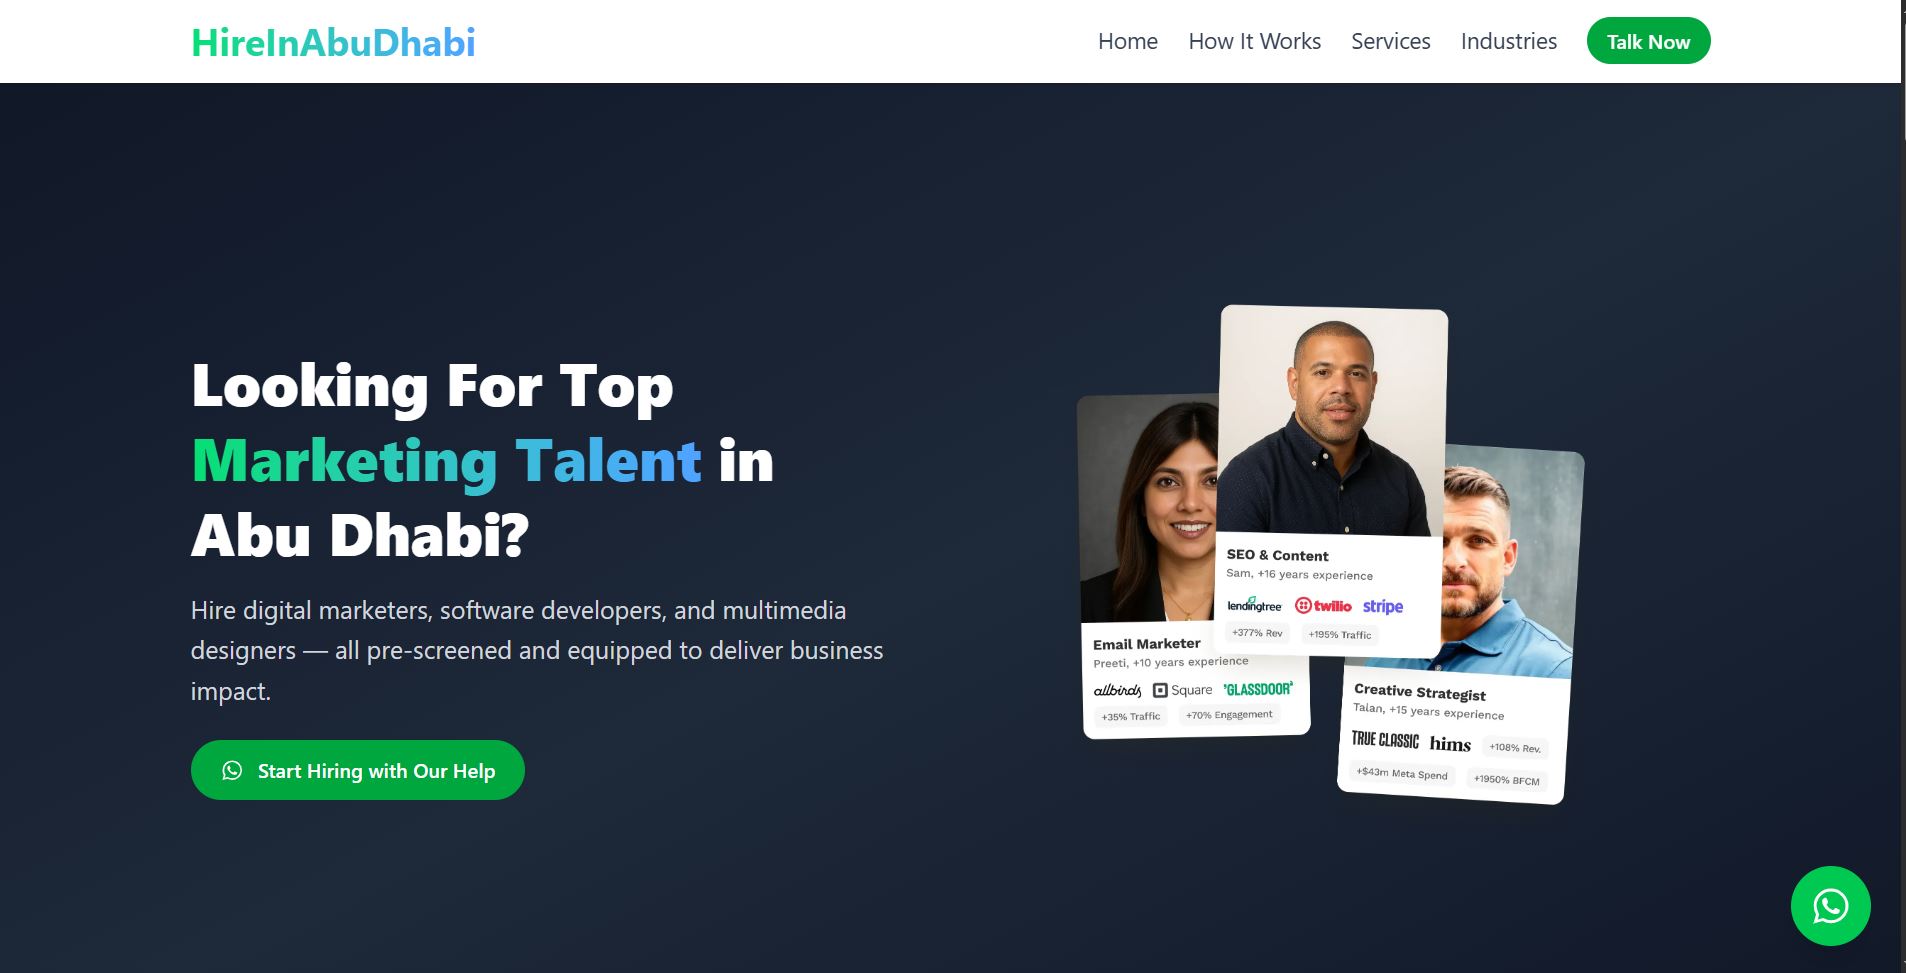 HireInAbuDhabi
Home
How It Works
Services
Industries
Talk Now
Looking For Top
Marketing Talent in
Abu Dhabi?
Hire digital marketers, software developers, and multimedia
designers — all pre-screened and equipped to deliver business
impact.
Start Hiring with Our Help
Email Marketer
Preeti, +10 years experience
allbirds Square GLASSDOOR
+35% Traffic +70% Engagement
SEO & Content
Sam, +16 years experience
lendingtree twilio stripe
+377% Rev +195% Traffic
Creative Strategist
Talan, +15 years experience
TRUE CLASSIC hims +108% Rev.
+$43m Meta Spend +1950% BFCM